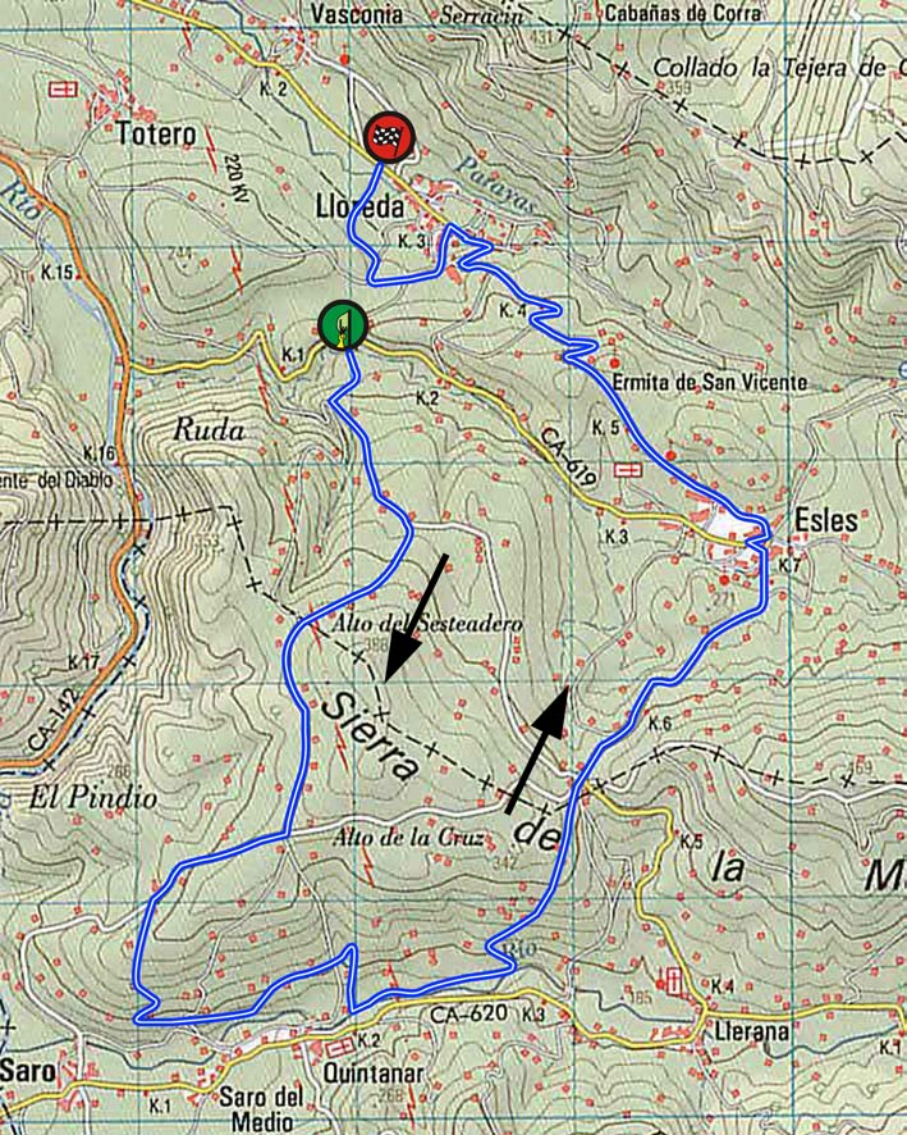 Vasconia
Serracín
Cabañas de Corra
431
Collado la Tejera de
359
K.2
Totero
220 KV
Río
Parayas
Lloreda
K. 3
244
K.15
K. 4
K.1
Ermita de San Vicente
K.2
Ruda
K. 5
CA-619
K.16
ente del Diablo
Esles
K.3
K.7
353
271
Alto del Sesteadero
388
K.17
CA-142
Sierra
K.6
469
266
El Pindio
Alto de la Cruz
de
K.5
342
la
M
Río
185
K.4
CA-620
K.3
Llerana
K.2
K.1
Saro
Quintanar
Saro del
Medio
K.1
268